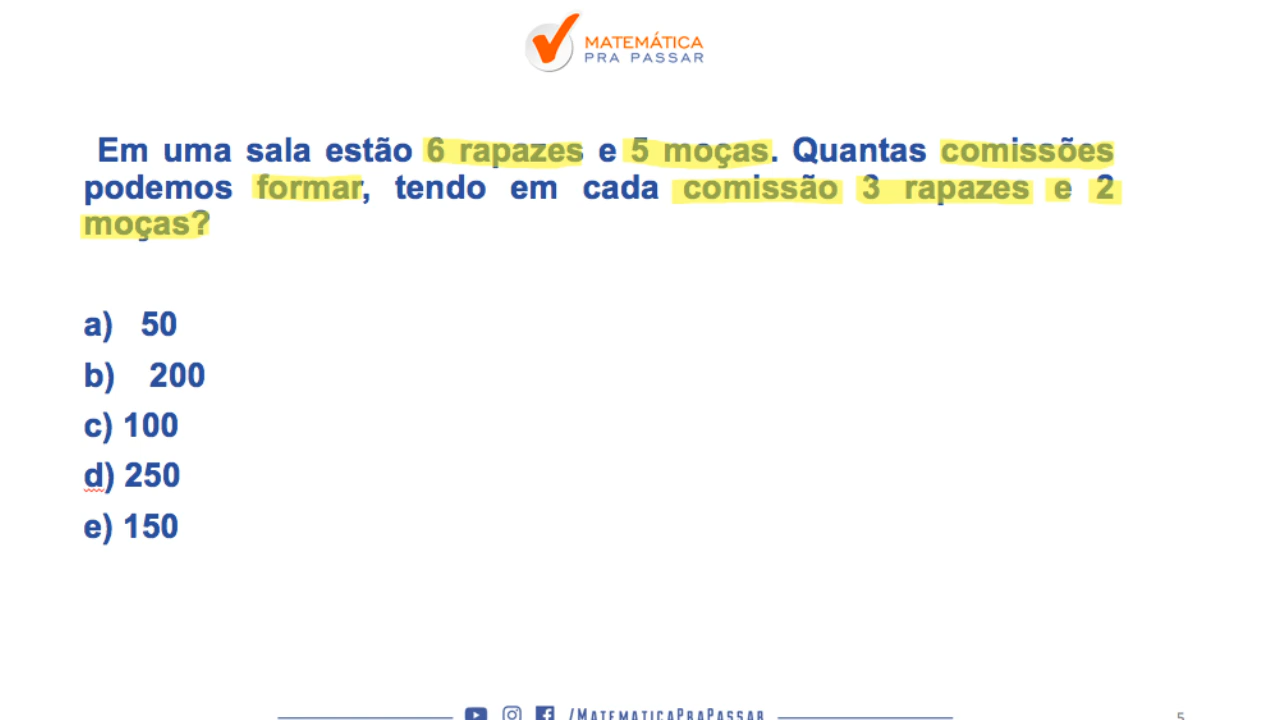 MATEMÁTICA
PRA PASSAR
Em uma sala estão 6 rapazes e 5 moças. Quantas comissões
podemos formar, tendo em cada comissão 3 rapazes e 2
moças?
a) 50
b) 200
c) 100
d) 250
e) 150
/MATEMATICAPRAPASSAR
5